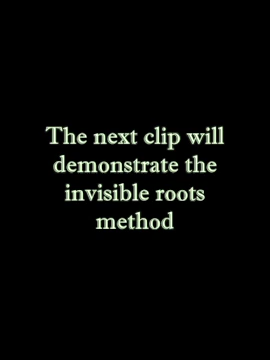 The next clip will
demonstrate the
invisible roots
method